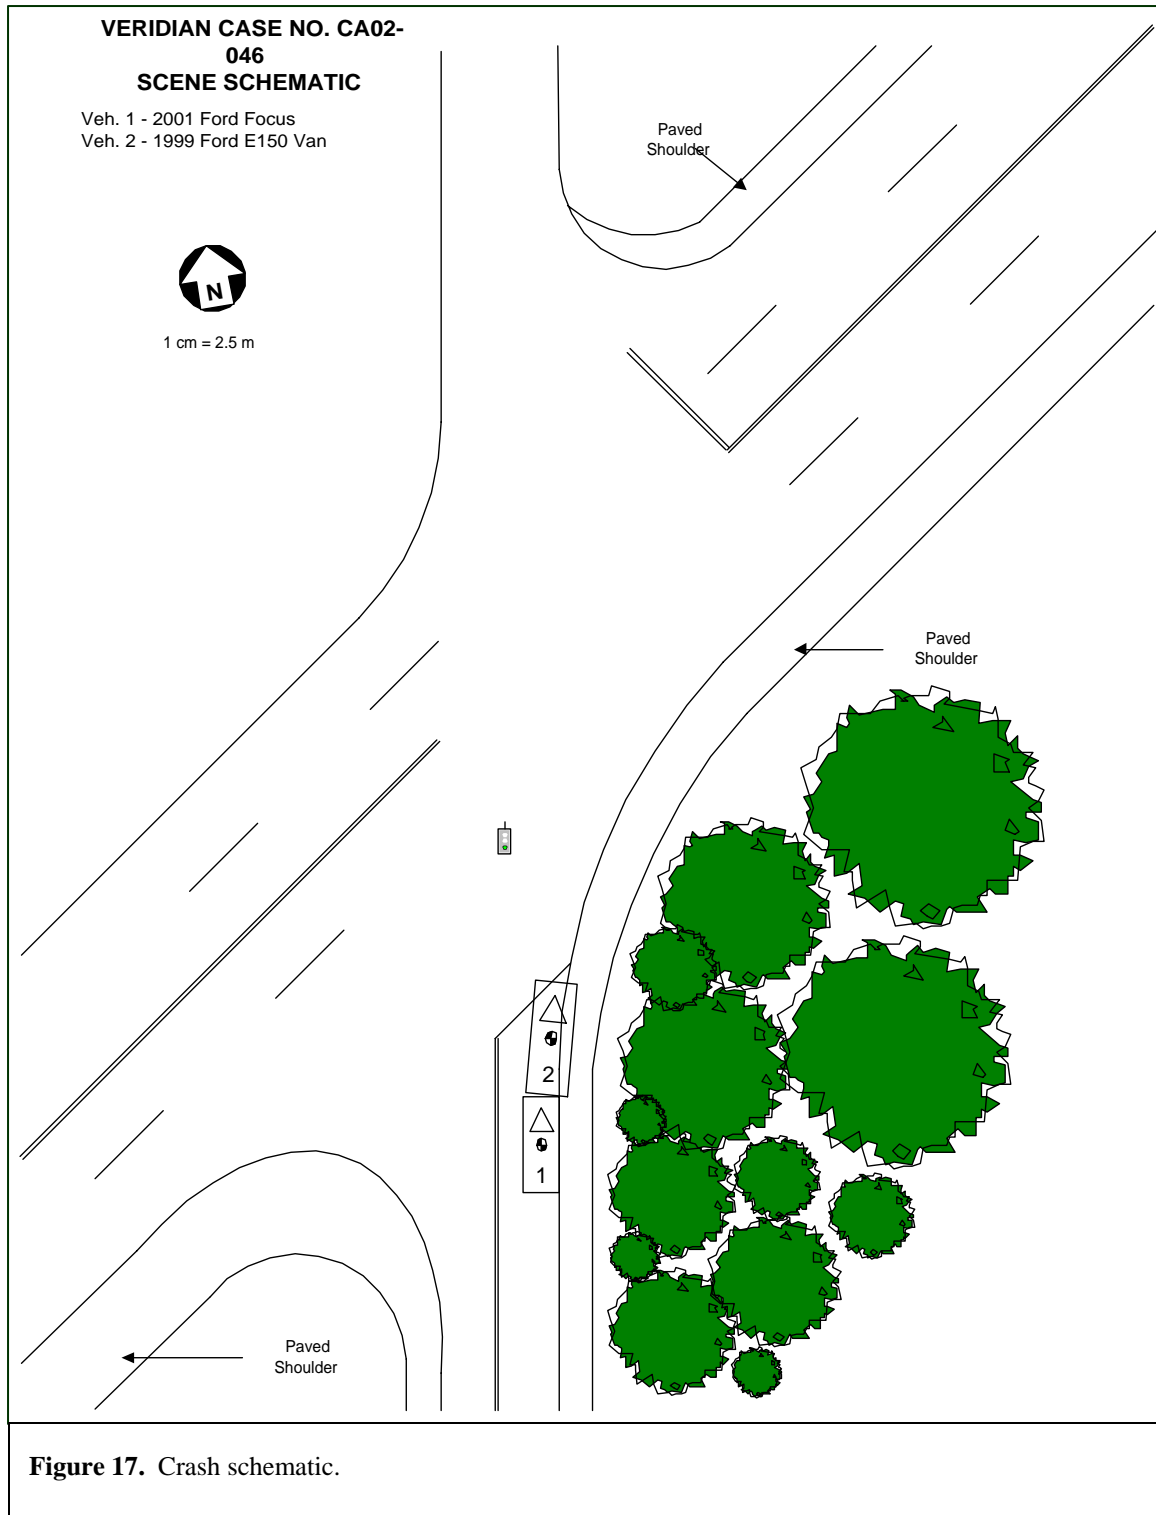 VERIDIAN CASE NO. CA02-
046
SCENE SCHEMATIC
Veh. 1 - 2001 Ford Focus
Veh. 2 - 1999 Ford E150 Van
N
1 cm = 2.5 m
Paved
Shoulder
Paved
Shoulder
2
1
Paved
Shoulder
Figure 17. Crash schematic.